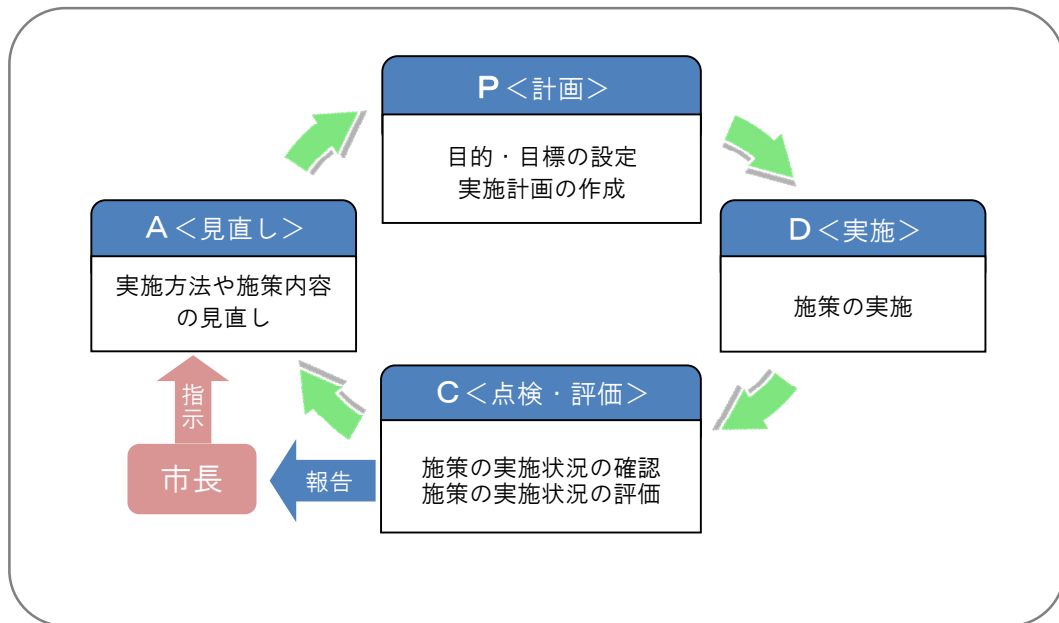 P＜計画＞
目的・目標の設定
実施計画の作成
D＜実施＞
施策の実施
C＜点検・評価＞
施策の実施状況の確認
施策の実施状況の評価
報告
市長
指示
A＜見直し＞
実施方法や施策内容
の見直し